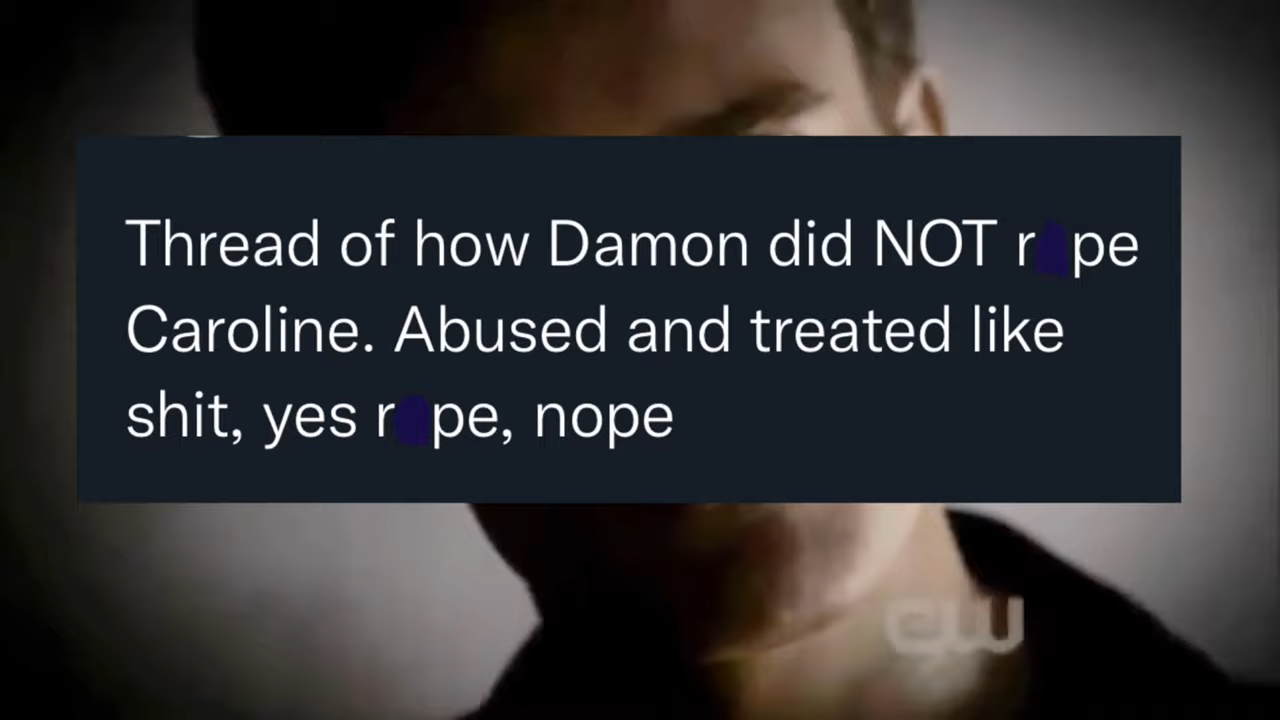 Thread of how Damon did NOT r pe
Caroline. Abused and treated like
shit, yes r pe, nope
CW